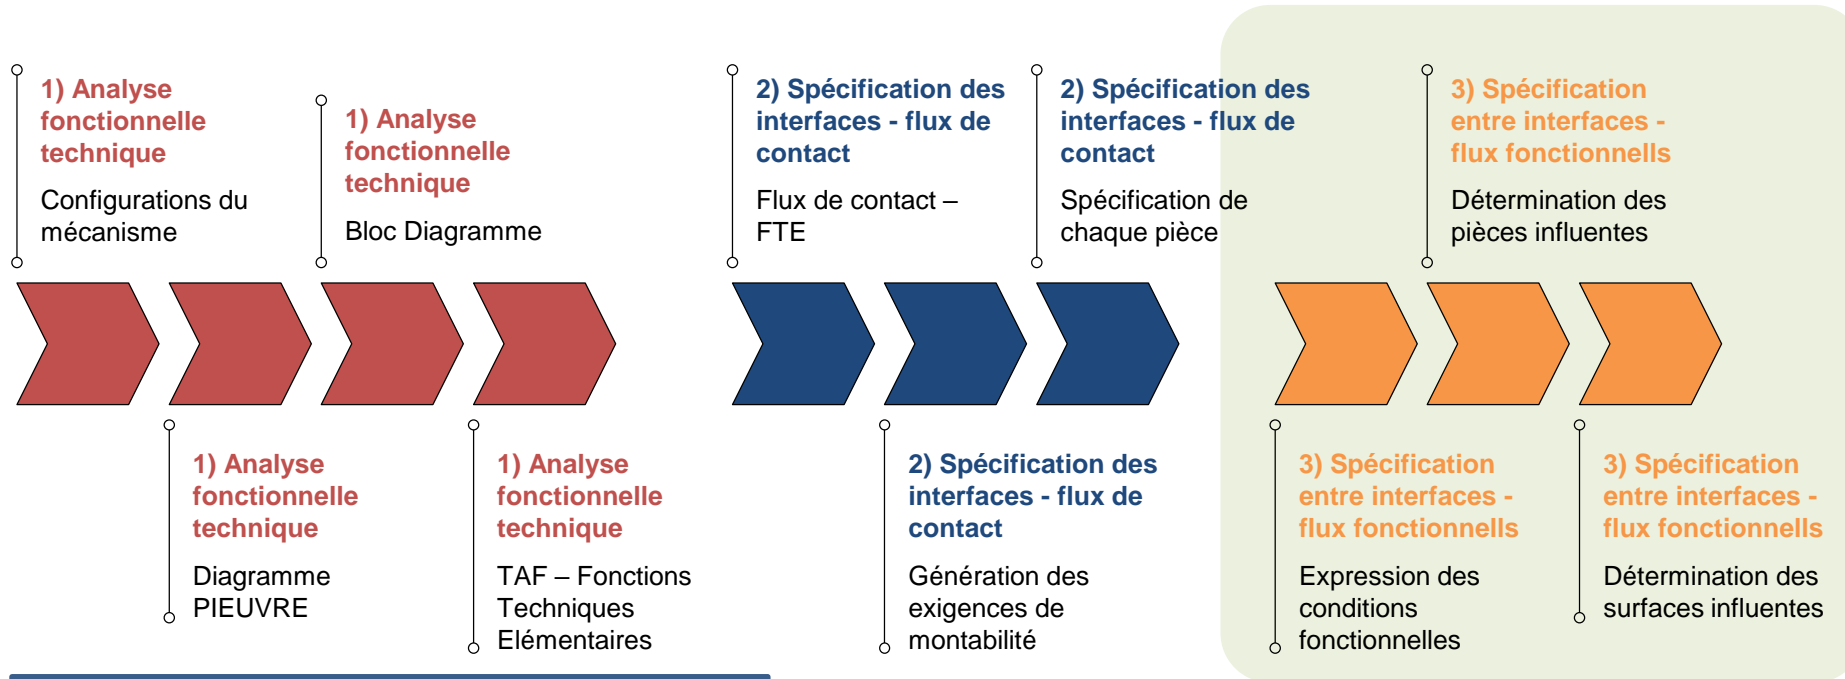 1) Analyse
fonctionnelle
technique
Configurations du
mécanisme
1) Analyse
fonctionnelle
technique
Bloc Diagramme
2) Spécification des
interfaces - flux de
contact
Flux de contact –
FTE
2) Spécification des
interfaces - flux de
contact
Spécification de
chaque pièce
3) Spécification
entre interfaces -
flux fonctionnells
Détermination des
pièces influentes
1) Analyse
fonctionnelle
technique
Diagramme
PIEUVRE
1) Analyse
fonctionnelle
technique
TAF – Fonctions
Techniques
Elémentaires
2) Spécification des
interfaces - flux de
contact
Génération des
exigences de
montabilité
3) Spécification
entre interfaces -
flux fonctionnells
Expression des
conditions
fonctionnelles
3) Spécification
entre interfaces -
flux fonctionnells
Détermination des
surfaces influentes